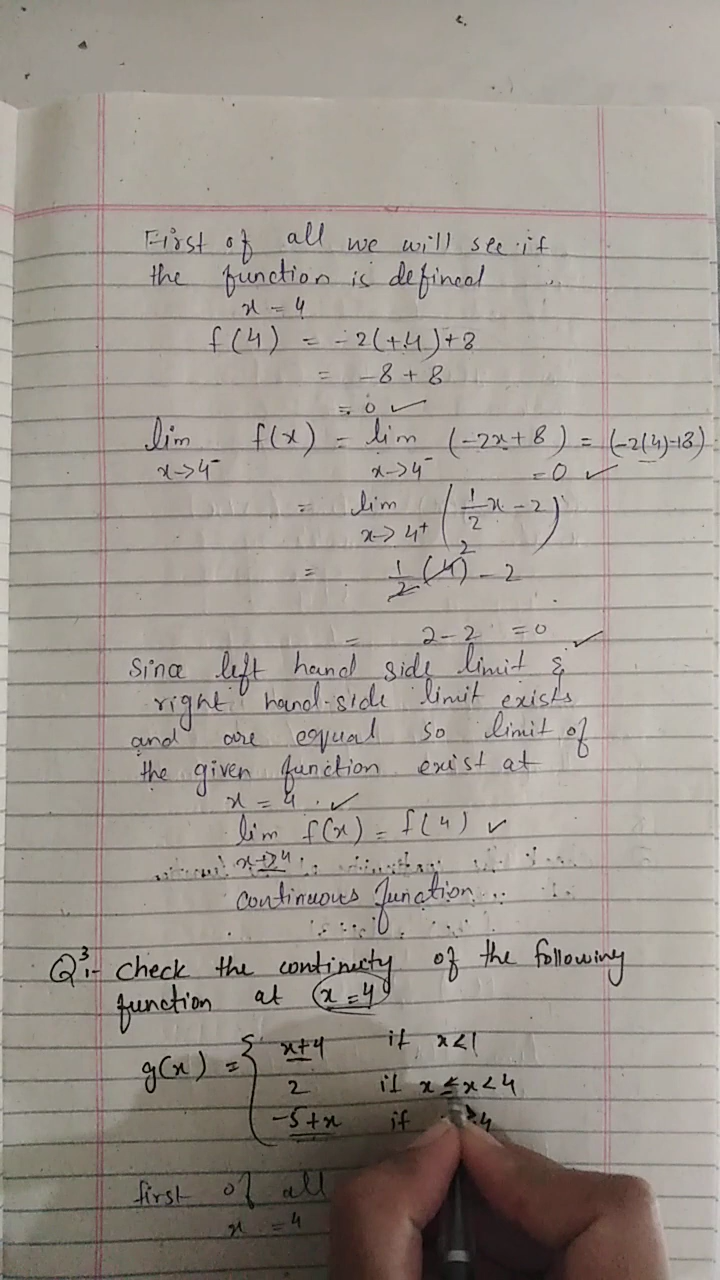 First of all we will see if
the function is defined
x = 4
f(4) = -2(+4)+8
= -8 + 8
= 0 ✓
lim x→4⁻ f(x) = lim x→4⁻ (-2x+8) = (-2(4)+8)
= 0 ✓
= lim x→4⁺ (1/2 x - 2)
= 1/2 (4) - 2
2
= 2-2 = 0 ✓
Since left hand side limit &
right hand-side limit exists
and are equal so limit of
the given function exist at
x = 4 . ✓
lim x→4 f(x) = f(4) ✓
continuous function
Q3:- Check the continuty of the following
function at x=4
g(x) = { x+4 if x<1
2 if x≤x<4
-5+x if 4
first of all
x = 4